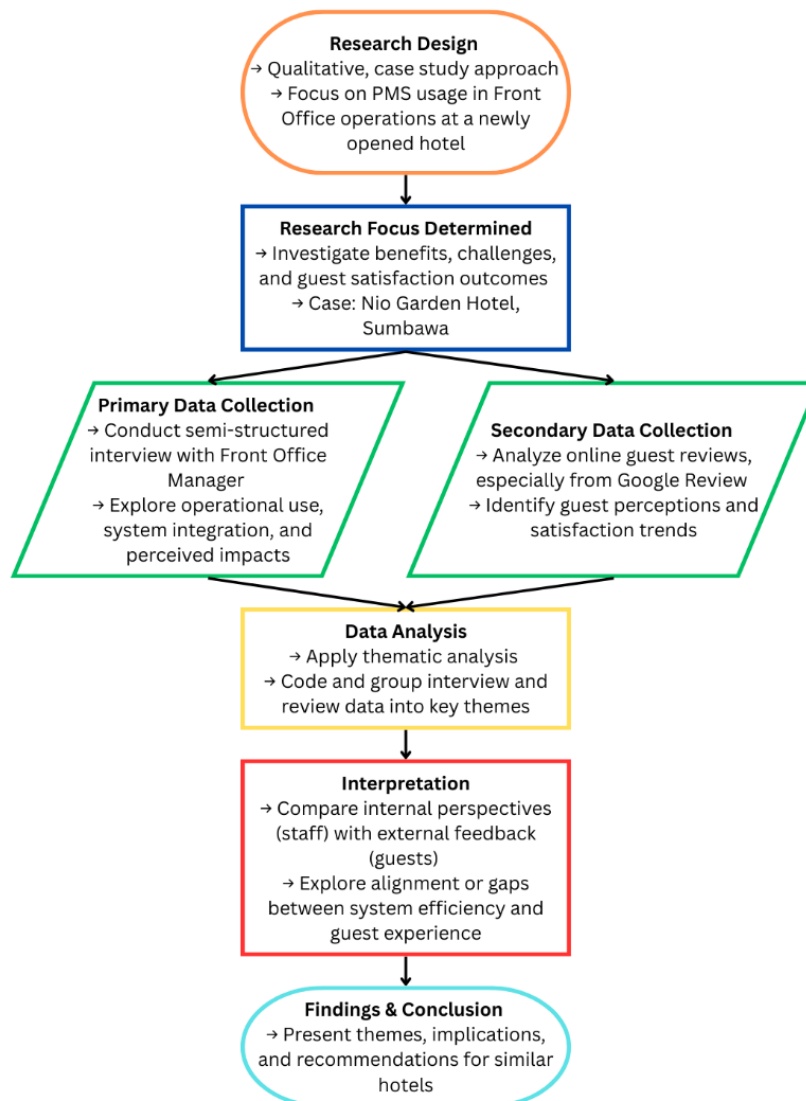 Research Design
→ Qualitative, case study approach
→ Focus on PMS usage in Front
Office operations at a newly
opened hotel
Research Focus Determined
→ Investigate benefits, challenges,
and guest satisfaction outcomes
→ Case: Nio Garden Hotel,
Sumbawa
Primary Data Collection
→ Conduct semi-structured
interview with Front Office
Manager
→ Explore operational use,
system integration, and
perceived impacts
Secondary Data Collection
→ Analyze online guest reviews,
especially from Google Review
→ Identify guest perceptions and
satisfaction trends
Data Analysis
→ Apply thematic analysis
→ Code and group interview and
review data into key themes
Interpretation
→ Compare internal perspectives
(staff) with external feedback
(guests)
→ Explore alignment or gaps
between system efficiency and
guest experience
Findings & Conclusion
→ Present themes, implications,
and recommendations for similar
hotels